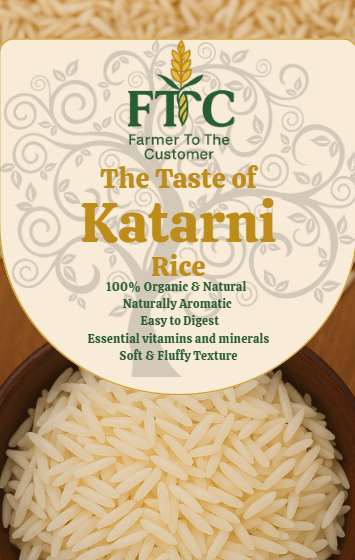 FTC
Farmer To The
Customer
The Taste of
Katarni
Rice
100% Organic & Natural
Naturally Aromatic
Easy to Digest
Essential vitamins and minerals
Soft & Fluffy Texture